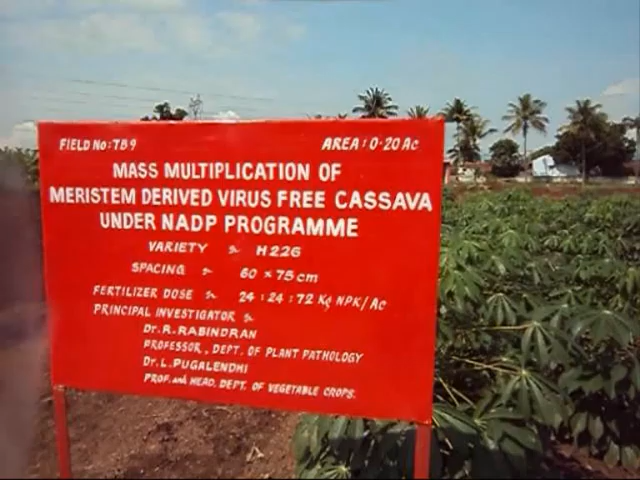 FIELD No: TB9 AREA: 0.20 Ac
MASS MULTIPLICATION OF
MERISTEM DERIVED VIRUS FREE CASSAVA
UNDER NADP PROGRAMME
VARIETY :- H226
SPACING :- 60 x 75 cm
FERTILIZER DOSE :- 24:24:72 Kg NPK/Ac
PRINCIPAL INVESTIGATOR :-
Dr. R. RABINDRAN
PROFESSOR, DEPT. OF PLANT PATHOLOGY
Dr. L. PUGALENDHI
PROF. and HEAD, DEPT. OF VEGETABLE CROPS.